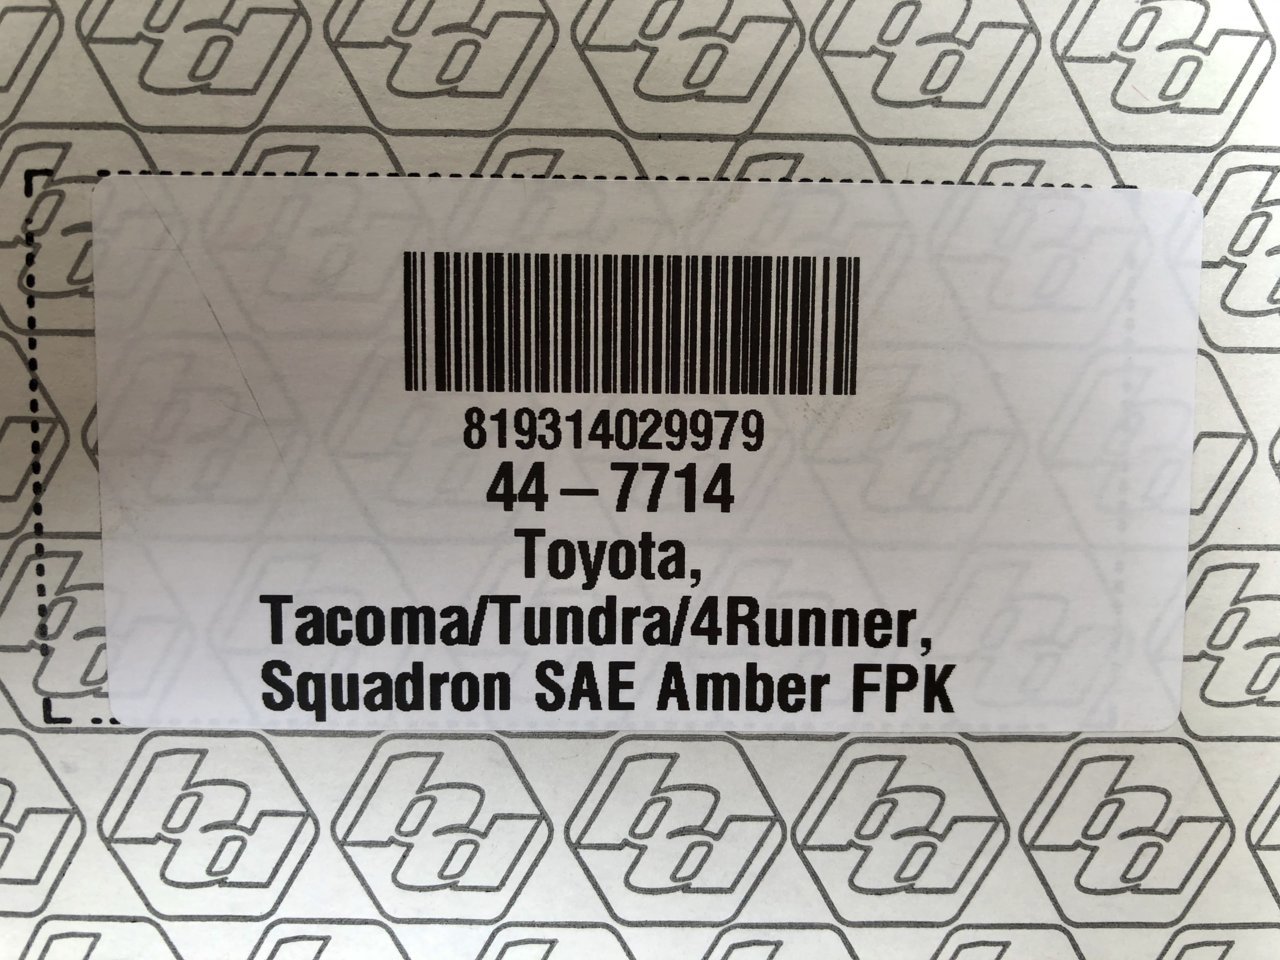 819314029979
44-7714
Toyota,
Tacoma/Tundra/4Runner,
Squadron SAE Amber FPK